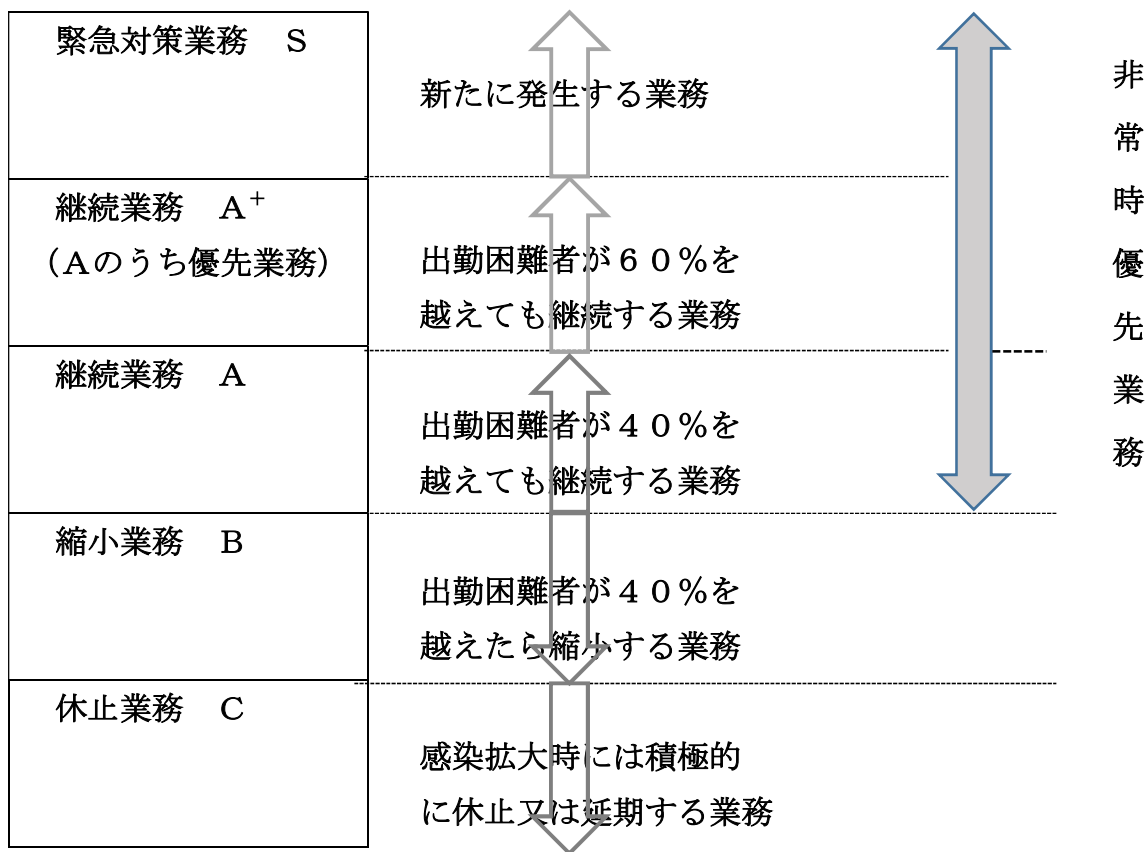 緊急対策業務　S
新たに発生する業務
継続業務　A⁺
（Aのうち優先業務）
出勤困難者が６０％を
越えても継続する業務
継続業務　A
出勤困難者が４０％を
越えても継続する業務
縮小業務　B
出勤困難者が４０％を
越えたら縮小する業務
休止業務　C
感染拡大時には積極的
に休止又は延期する業務
非常時優先業務